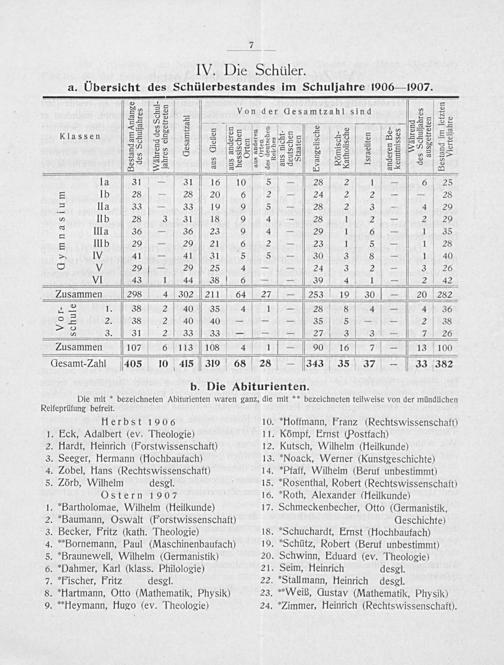 7
IV. Die Schüler.
a. Übersicht des Schülerbestandes im Schuljahre 1906—1907.
Klassen | Bestand am Anfange des Schuljahres | Während des Schuljahres eingetreten | Gesamtzahl | Von der Gesamtzahl sind | Während des Schuljahres ausgetreten | Bestand im letzten Vierteljahre
aus Gießen | aus anderen hessischen Orten | aus anderen Orten des deutschen Reiches | aus nichtdeutschen Staaten | Evangelische | Römisch-Katholische | Israeliten | anderen Bekenntnisses
Gymnasium
Ia 31 — 31 16 10 5 — 28 2 1 — 6 25
Ib 28 — 28 20 6 2 — 24 2 2 — — 28
IIa 33 — 33 19 9 5 — 28 2 3 — 4 29
IIb 28 3 31 18 9 4 — 28 1 2 — 2 29
IIIa 36 — 36 23 9 4 — 29 1 6 — 1 35
IIIb 29 — 29 21 6 2 — 23 1 5 — 1 28
IV 41 — 41 31 5 5 — 30 3 8 — 1 40
V 29 — 29 25 4 — — 24 3 2 — 3 26
VI 43 1 44 38 6 — — 39 4 1 — 2 42
Zusammen 298 4 302 211 64 27 — 253 19 30 — 20 282
Vorschule
1. 38 2 40 35 4 1 — 28 8 4 — 4 36
2. 38 2 40 40 — — — 35 5 — — 2 38
3. 31 2 33 33 — — — 27 3 3 — 7 26
Zusammen 107 6 113 108 4 1 — 90 16 7 — 13 100
Gesamt-Zahl 405 10 415 319 68 28 — 343 35 37 — 33 382
b. Die Abiturienten.
Die mit * bezeichneten Abiturienten waren ganz, die mit ** bezeichneten teilweise von der mündlichen
Reifeprüfung befreit.
Herbst 1906
1. Eck, Adalbert (ev. Theologie)
2. Hardt, Heinrich (Forstwissenschaft)
3. Seeger, Hermann (Hochbaufach)
4. Zobel, Hans (Rechtswissenschaft)
5. Zörb, Wilhelm desgl.
Ostern 1907
1. *Bartholomae, Wilhelm (Heilkunde)
2. *Baumann, Oswalt (Forstwissenschaft)
3. Becker, Fritz (kath. Theologie)
4. **Bornemann, Paul (Maschinenbaufach)
5. *Braunewell, Wilhelm (Germanistik)
6. *Dahmer, Karl (klass. Philologie)
7. *Fischer, Fritz desgl.
8. *Hartmann, Otto (Mathematik, Physik)
9. **Heymann, Hugo (ev. Theologie)
10. *Hoffmann, Franz (Rechtswissenschaft)
11. Kömpf, Ernst (Postfach)
12. Kutsch, Wilhelm (Heilkunde)
13. *Noack, Werner (Kunstgeschichte)
14. *Pfaff, Wilhelm (Beruf unbestimmt)
15. *Rosenthal, Robert (Rechtswissenschaft)
16. *Roth, Alexander (Heilkunde)
17. Schmeckenbecher, Otto (Germanistik,
Geschichte)
18. *Schuchardt, Ernst (Hochbaufach)
19. *Schütz, Robert (Beruf unbestimmt)
20. Schwinn, Eduard (ev. Theologie)
21. Seim, Heinrich desgl.
22. *Stallmann, Heinrich desgl.
23. **Weiß, Gustav (Mathematik, Physik)
24. *Zimmer, Heinrich (Rechtswissenschaft).